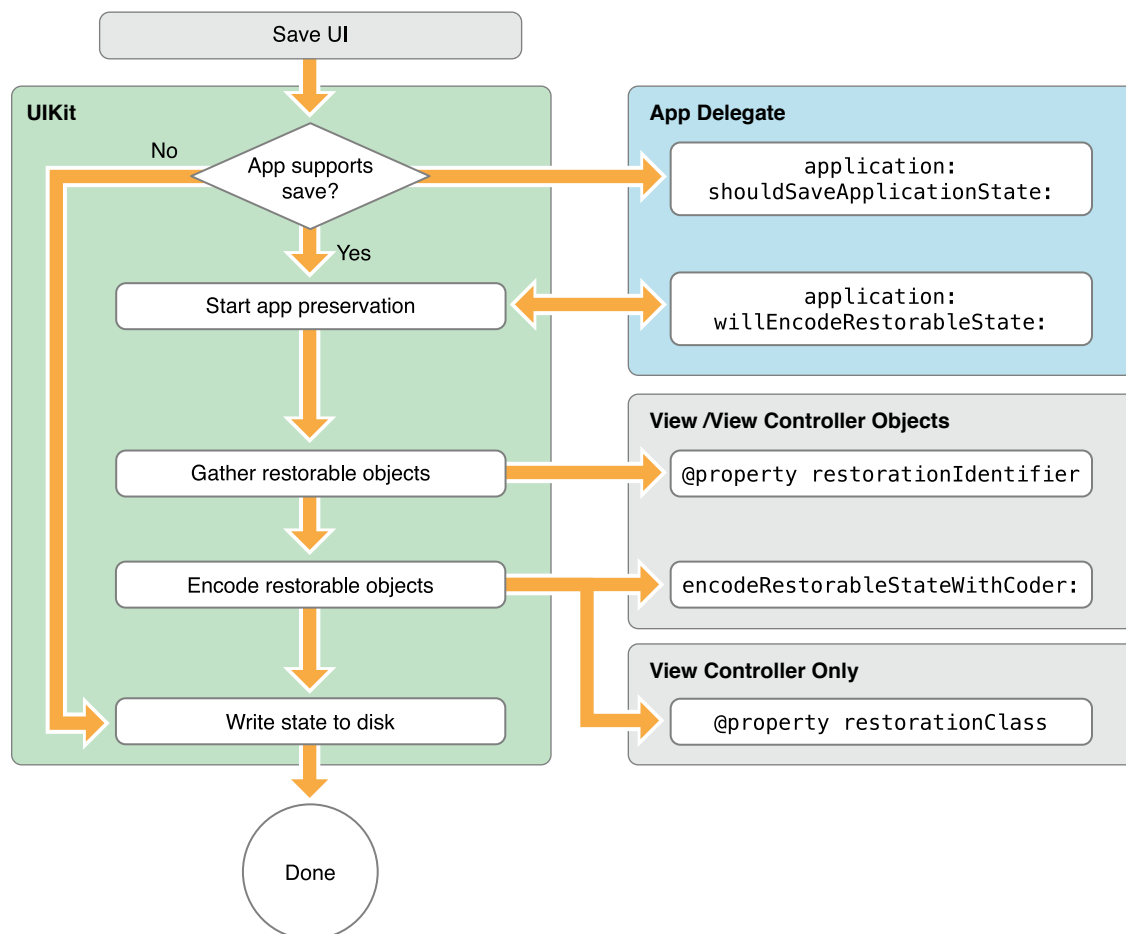 Save UI
UIKit
No
App supports
save?
Yes
Start app preservation
Gather restorable objects
Encode restorable objects
Write state to disk
Done
App Delegate
application:
shouldSaveApplicationState:
application:
willEncodeRestorableState:
View /View Controller Objects
@property restorationIdentifier
encodeRestorableStateWithCoder:
View Controller Only
@property restorationClass